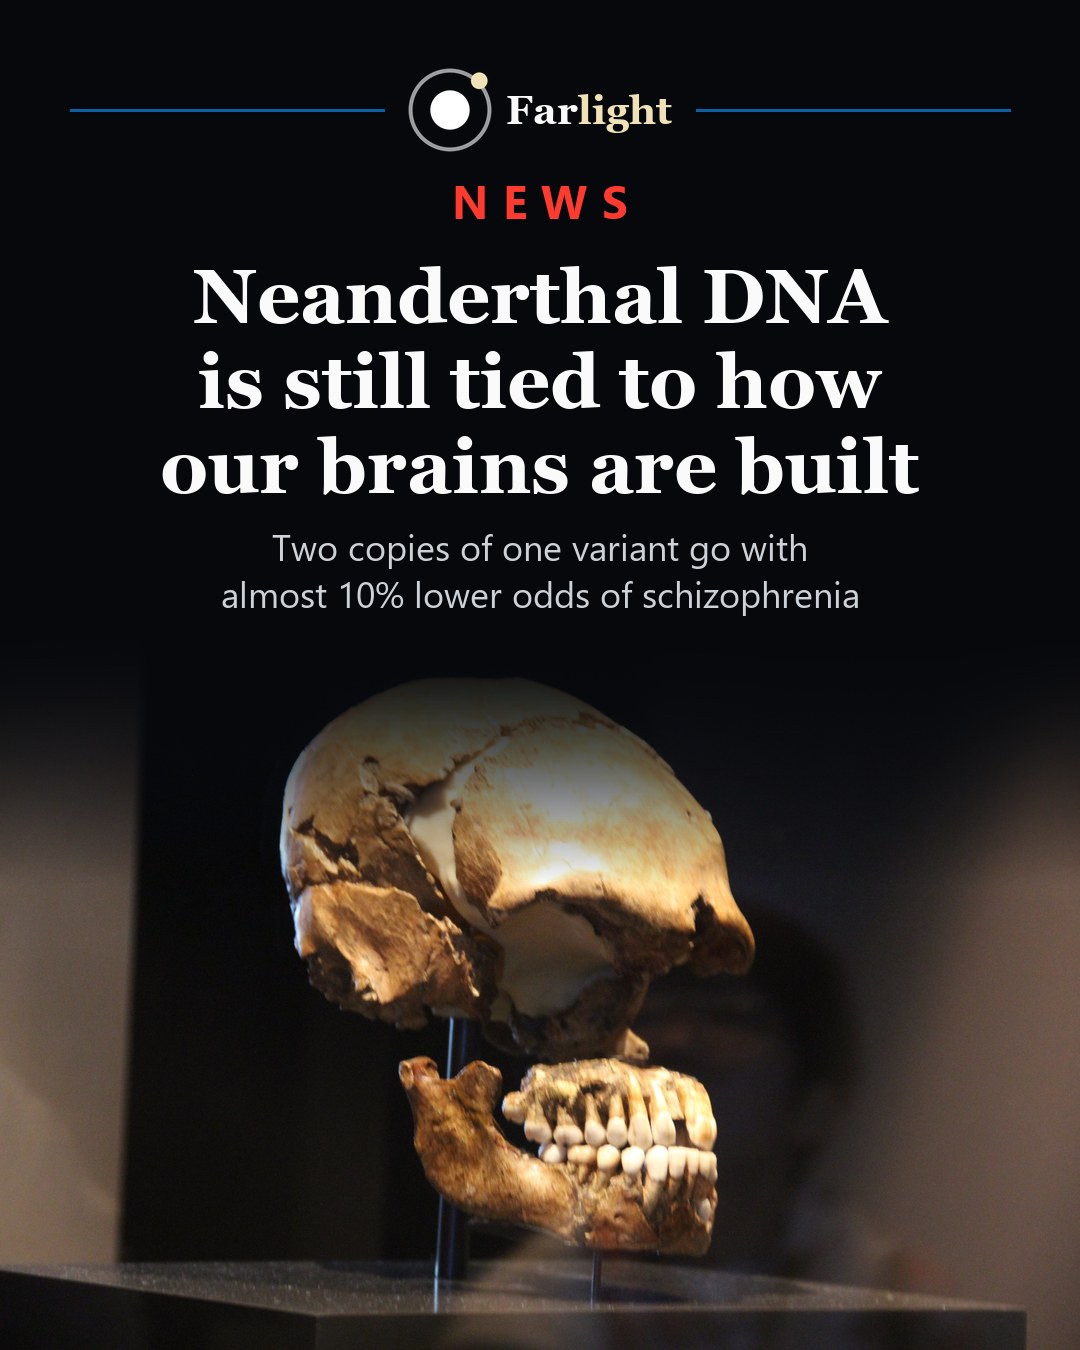 Farlight
NEWS
Neanderthal DNA
is still tied to how
our brains are built
Two copies of one variant go with
almost 10% lower odds of schizophrenia